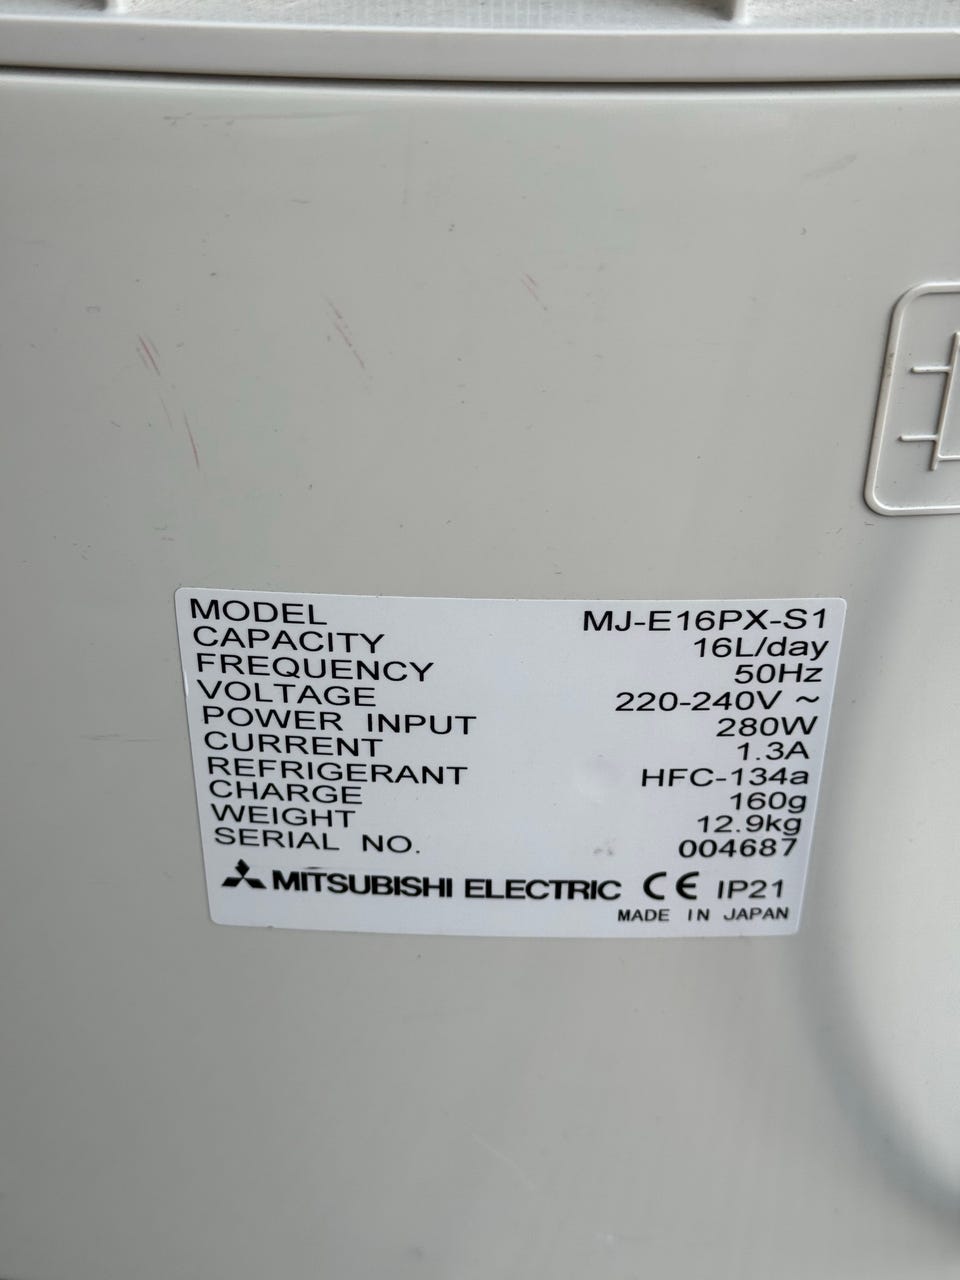 MODEL MJ-E16PX-S1
CAPACITY 16L/day
FREQUENCY 50Hz
VOLTAGE 220-240V ~
POWER INPUT 280W
CURRENT 1.3A
REFRIGERANT HFC-134a
CHARGE 160g
WEIGHT 12.9kg
SERIAL NO. 004687
MITSUBISHI ELECTRIC CE IP21
MADE IN JAPAN